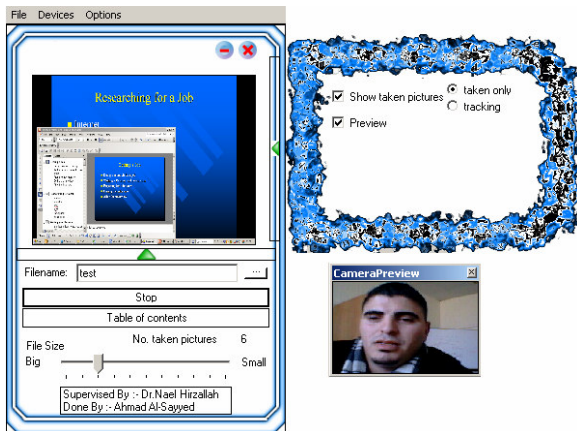 File Devices Options
Researching for a Job
Internet
Show taken pictures
taken only
tracking
Preview
Filename: test ...
Stop
Table of contents
No. taken pictures 6
File Size
Big Small
Supervised By :- Dr.Nael Hirzallah
Done By :- Ahmad Al-Sayyed
CameraPreview